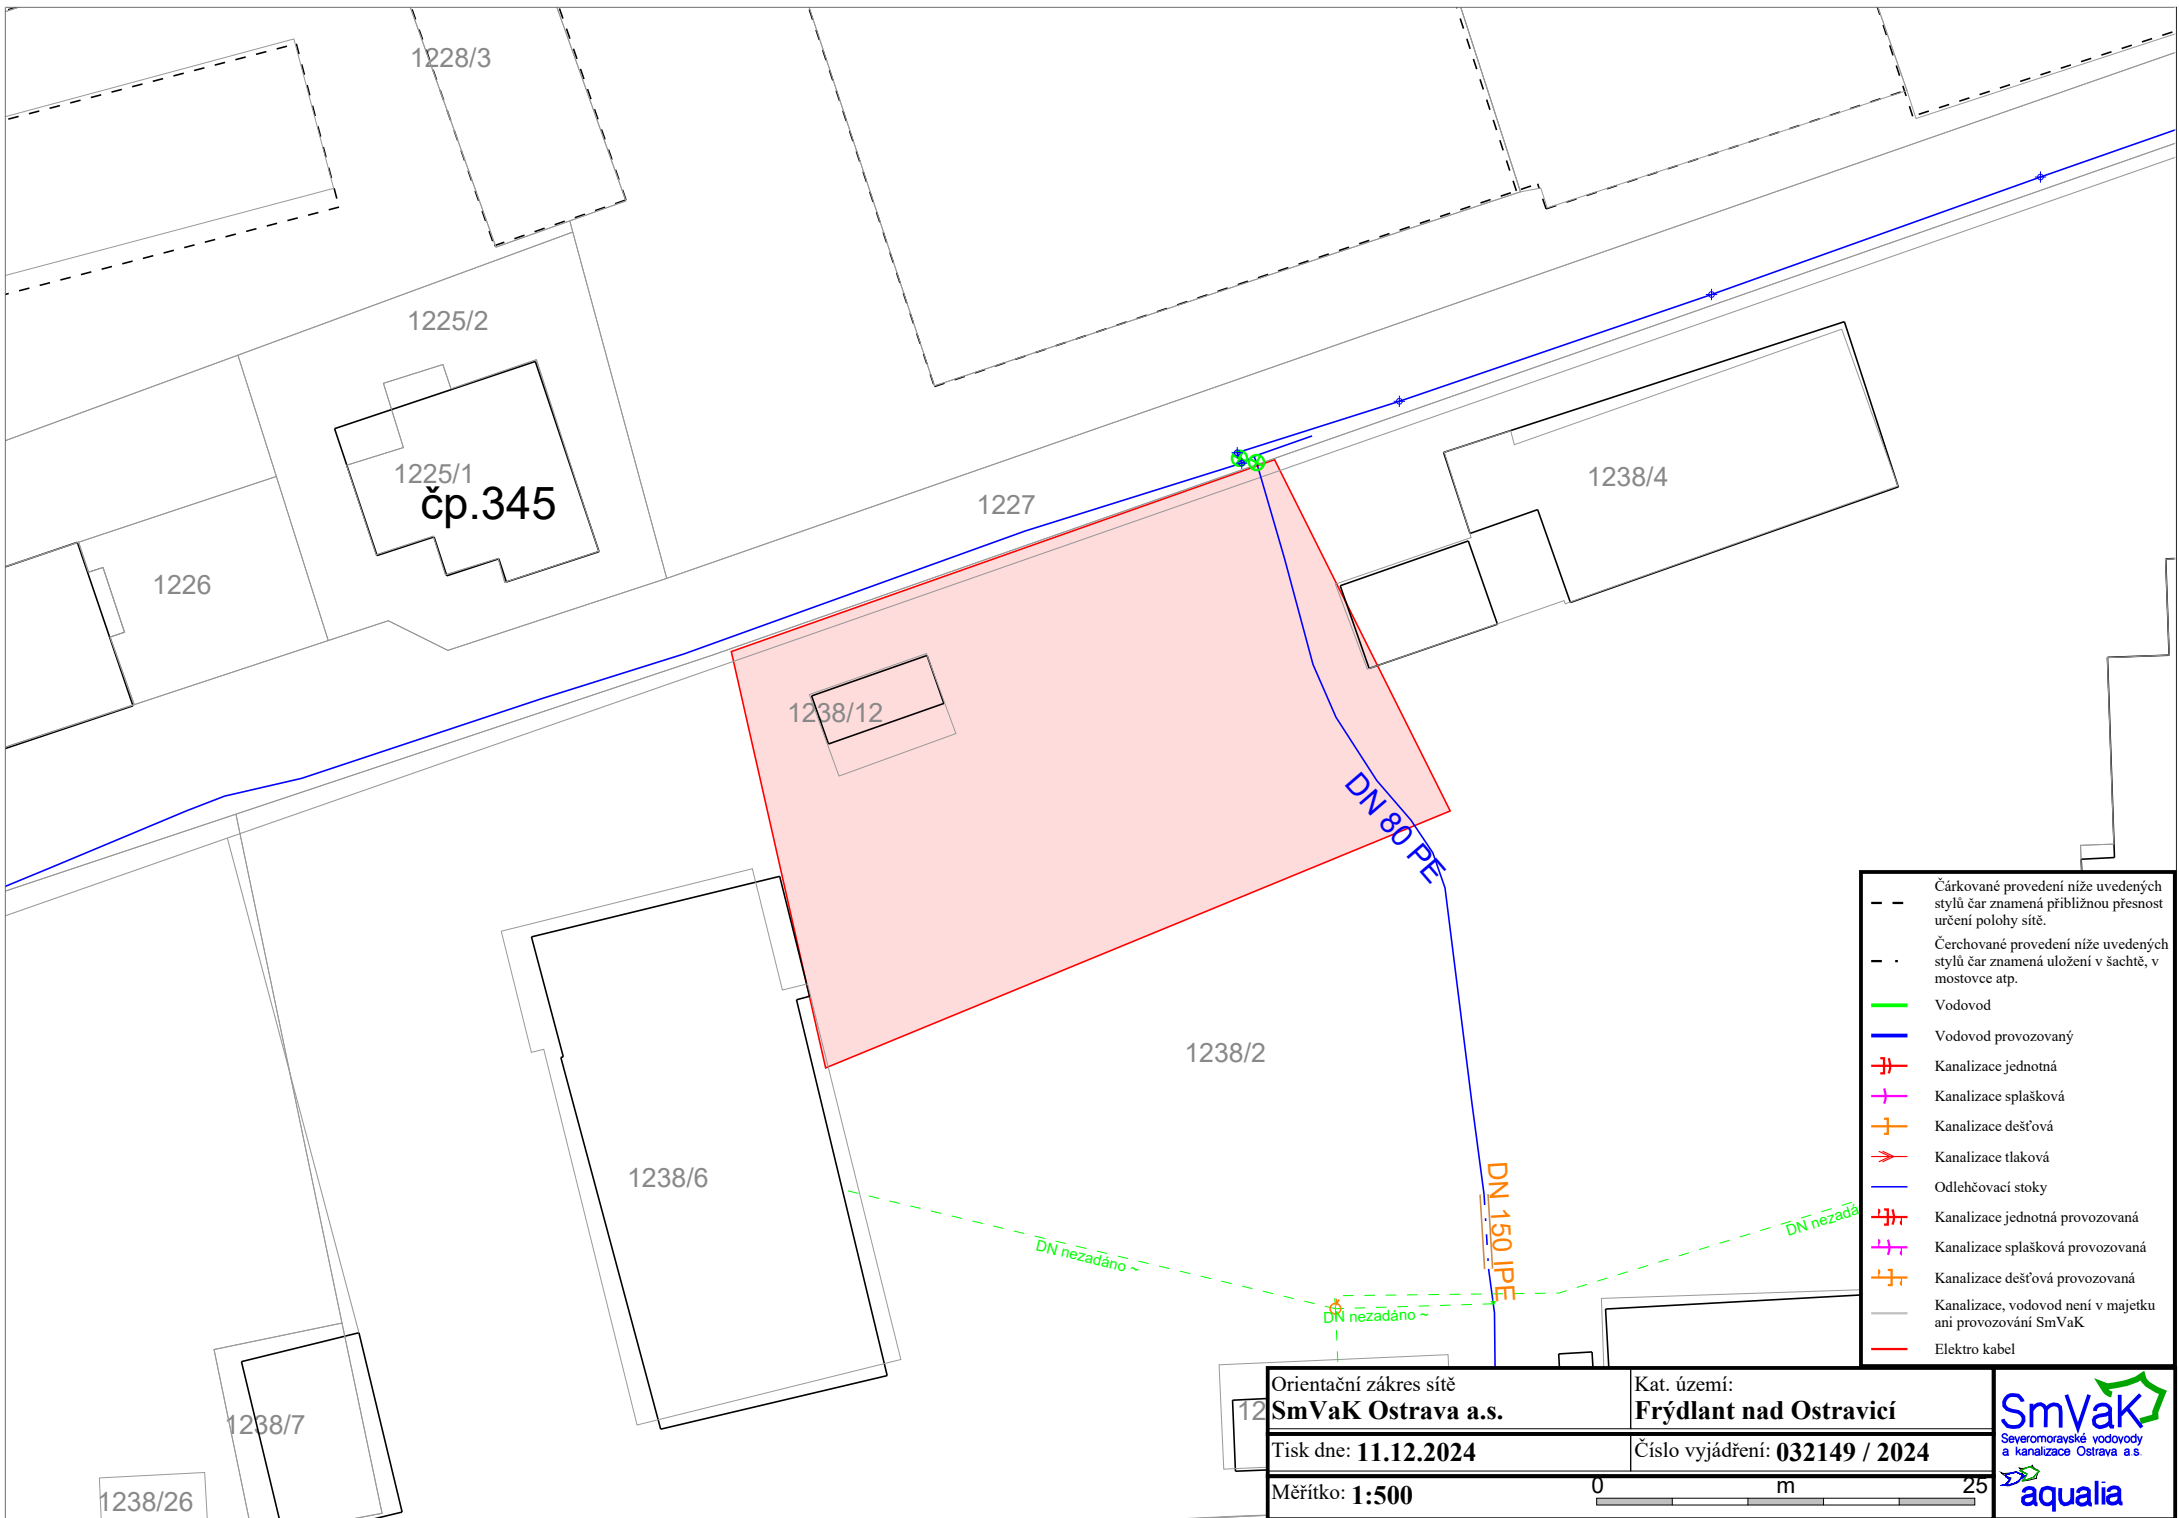 1228/3
1225/2
1225/1
čp.345
1226
1227
1238/4
1238/12
DN 80 PE
1238/2
1238/6
DN 150 IPE
DN nezadáno ~
DN nezadáno ~
DN nezadá
1238/7
1238/26
12
Čárkované provedení níže uvedených
stylů čar znamená přibližnou přesnost
určení polohy sítě.
Čerchované provedení níže uvedených
stylů čar znamená uložení v šachtě, v
mostovce atp.
Vodovod
Vodovod provozovaný
Kanalizace jednotná
Kanalizace splašková
Kanalizace dešťová
Kanalizace tlaková
Odlehčovací stoky
Kanalizace jednotná provozovaná
Kanalizace splašková provozovaná
Kanalizace dešťová provozovaná
Kanalizace, vodovod není v majetku
ani provozování SmVaK
Elektro kabel
Orientační zákres sítě
SmVaK Ostrava a.s.
Kat. území:
Frýdlant nad Ostravicí
Tisk dne: 11.12.2024
Číslo vyjádření: 032149 / 2024
Měřítko: 1:500
0 m 25
SmVaK
Severomoravské vodovody
a kanalizace Ostrava a.s.
aqualia